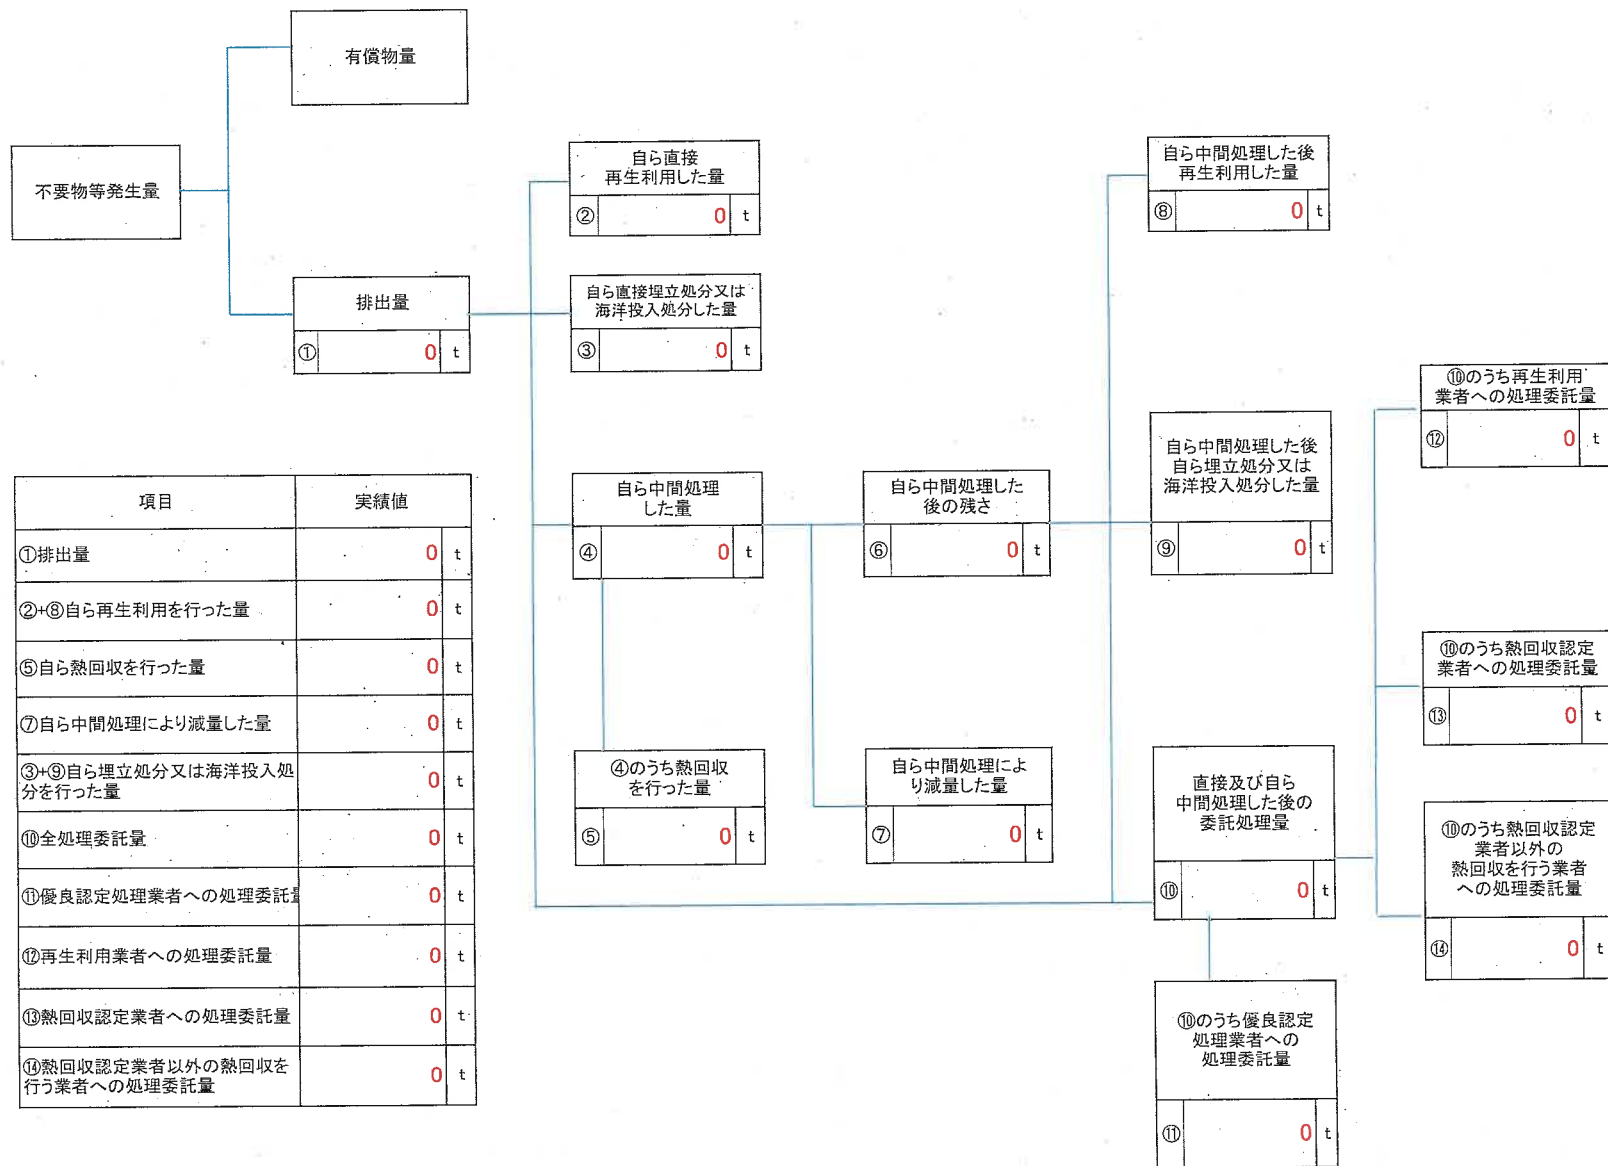 有償物量
不要物等発生量
排出量
① 0 t
自ら直接
再生利用した量
② 0 t
自ら直接埋立処分又は
海洋投入処分した量
③ 0 t
自ら中間処理
した量
④ 0 t
④のうち熱回収
を行った量
⑤ 0 t
自ら中間処理した
後の残さ
⑥ 0 t
自ら中間処理によ
り減量した量
⑦ 0 t
自ら中間処理した後
再生利用した量
⑧ 0 t
自ら中間処理した後
自ら埋立処分又は
海洋投入処分した量
⑨ 0 t
直接及び自ら
中間処理した後の
委託処理量
⑩ 0 t
⑩のうち優良認定
処理業者への
処理委託量
⑪ 0 t
⑩のうち再生利用
業者への処理委託量
⑫ 0 t
⑩のうち熱回収認定
業者への処理委託量
⑬ 0 t
⑩のうち熱回収認定
業者以外の
熱回収を行う業者
への処理委託量
⑭ 0 t
項目 実績値
①排出量 0 t
②+⑧自ら再生利用を行った量 0 t
⑤自ら熱回収を行った量 0 t
⑦自ら中間処理により減量した量 0 t
③+⑨自ら埋立処分又は海洋投入処
分を行った量 0 t
⑩全処理委託量 0 t
⑪優良認定処理業者への処理委託量 0 t
⑫再生利用業者への処理委託量 0 t
⑬熱回収認定業者への処理委託量 0 t
⑭熱回収認定業者以外の熱回収を
行う業者への処理委託量 0 t